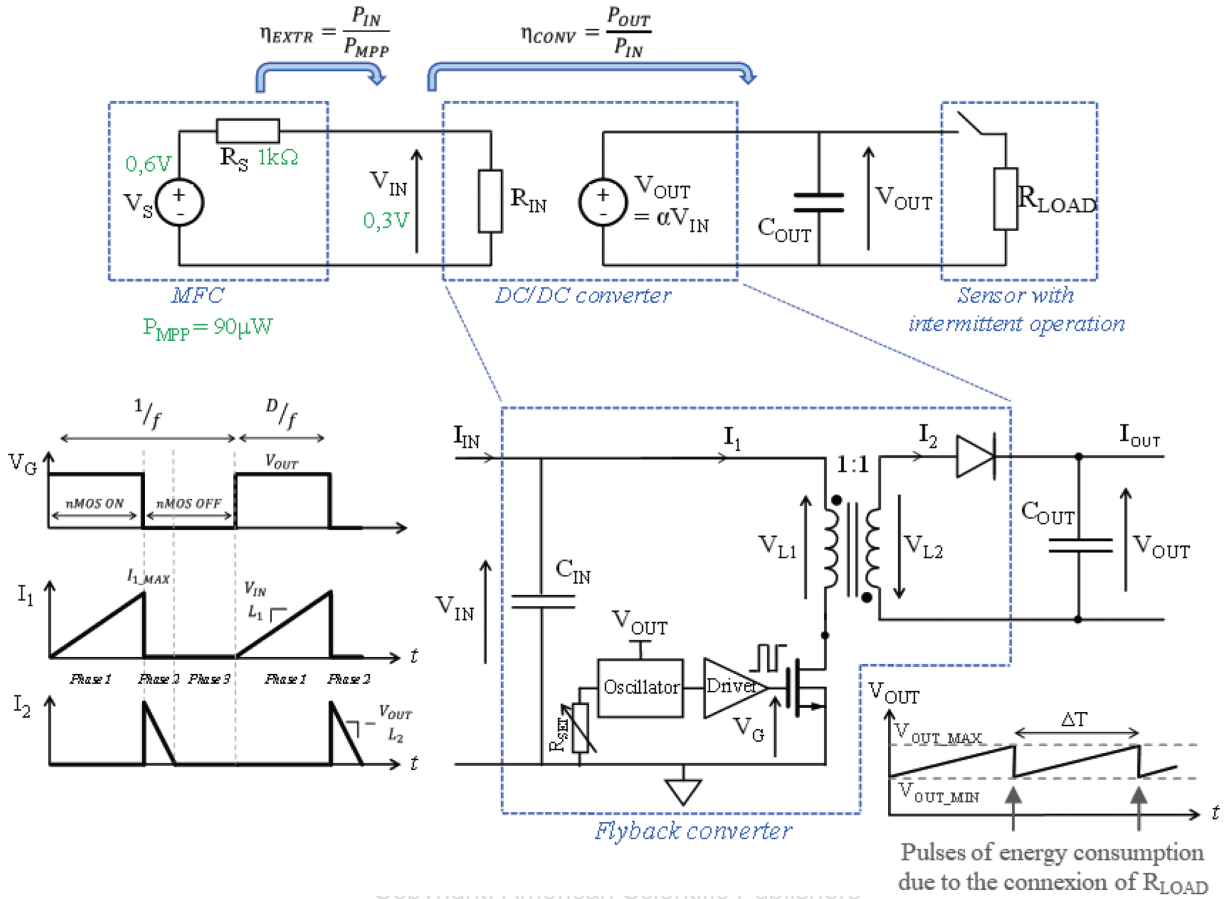 η_EXTR = P_IN / P_MPP
η_CONV = P_OUT / P_IN
0,6V
V_S
R_S 1kΩ
V_IN
0,3V
R_IN
V_OUT
= αV_IN
C_OUT
V_OUT
R_LOAD
MFC
P_MPP = 90µW
DC/DC converter
Sensor with
intermittent operation
1/f
D/f
V_G
V_OUT
nMOS ON
nMOS OFF
I_1
I_1_MAX
V_IN
L_1
t
Phase 1
Phase 2
Phase 3
Phase 1
Phase 2
I_2
-V_OUT
L_2
t
I_IN
I_1
1:1
I_2
I_OUT
V_L1
V_L2
C_OUT
V_OUT
C_IN
V_IN
V_OUT
Oscillator
Driver
R_SET
V_G
Flyback converter
V_OUT
V_OUT_MAX
ΔT
V_OUT_MIN
t
Pulses of energy consumption
due to the connexion of R_LOAD
Copyright: American Scientific Publishers